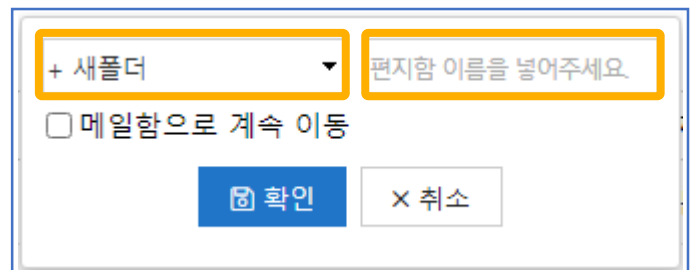 + 새폴더 편지함 이름을 넣어주세요.
메일함으로 계속 이동
확인 취소